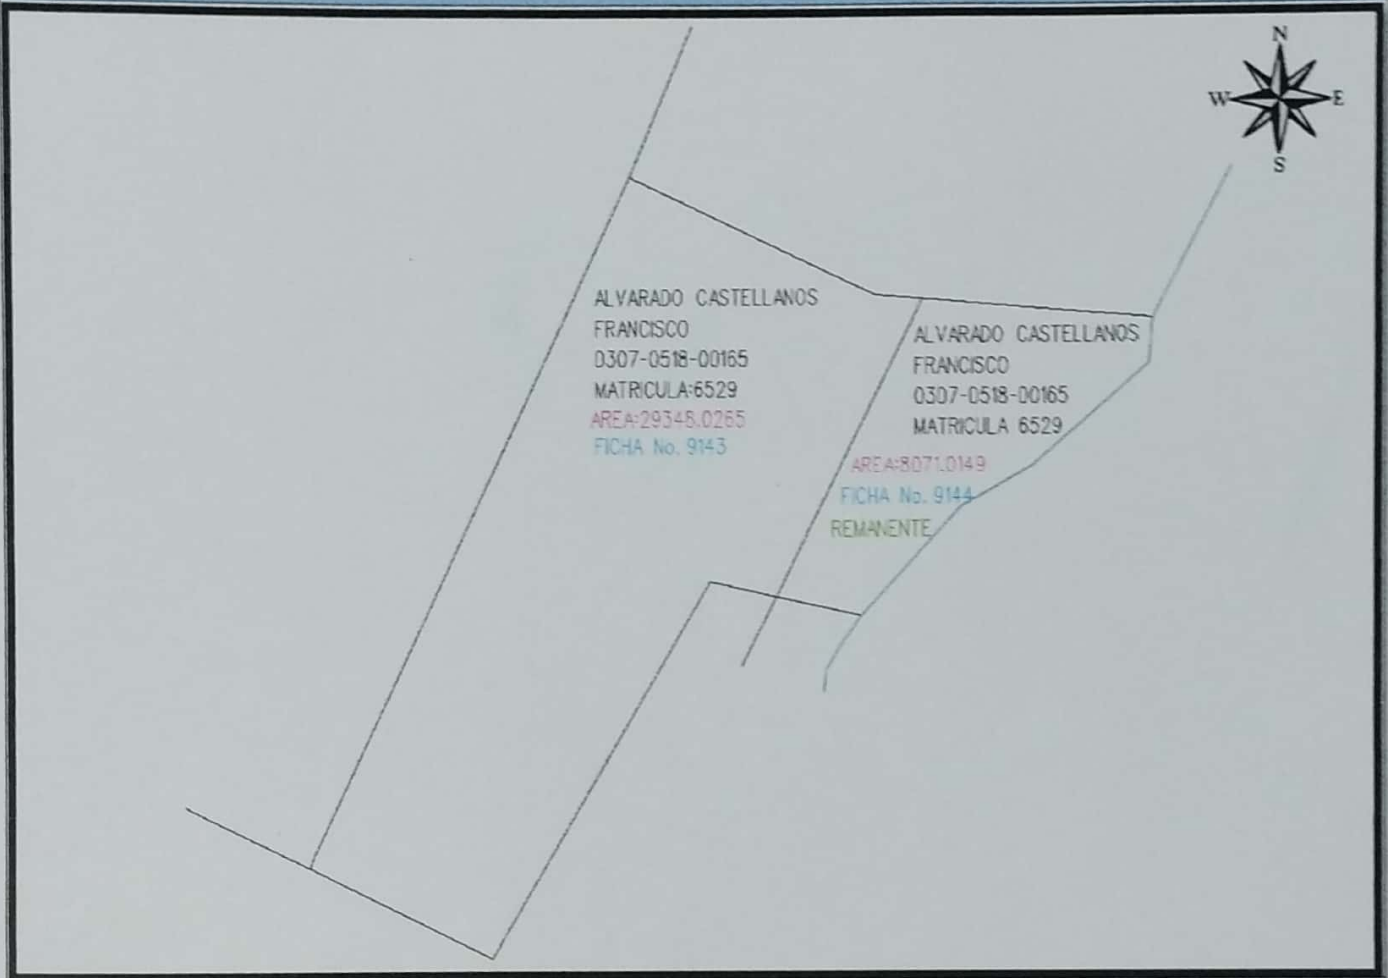 N
W E
S
ALVARADO CASTELLANOS
FRANCISCO
0307-0518-00165
MATRICULA:6529
AREA:29348.0265
FICHA No. 9143
ALVARADO CASTELLANOS
FRANCISCO
0307-0518-00165
MATRICULA 6529
AREA:8071.0149
FICHA No. 9144
REMANENTE